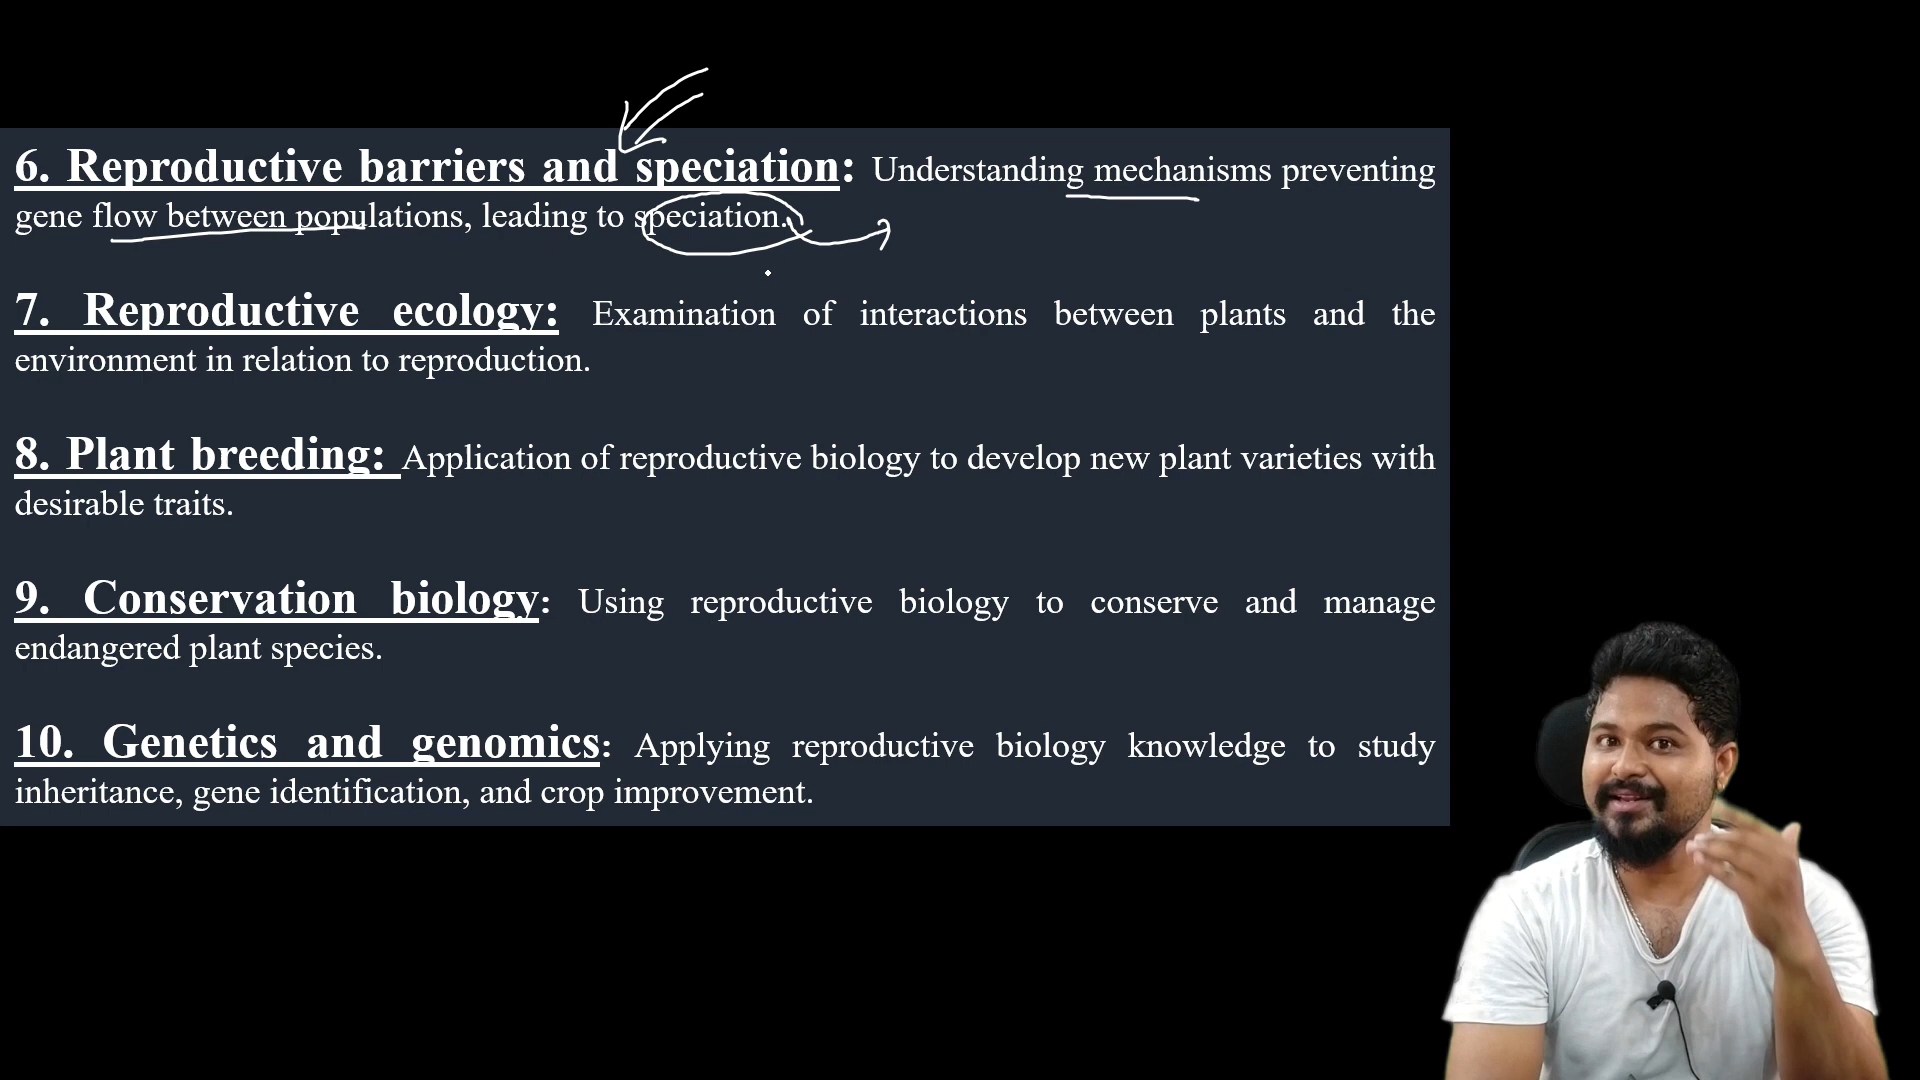 6. Reproductive barriers and speciation: Understanding mechanisms preventing
gene flow between populations, leading to speciation.
7. Reproductive ecology: Examination of interactions between plants and the
environment in relation to reproduction.
8. Plant breeding: Application of reproductive biology to develop new plant varieties with
desirable traits.
9. Conservation biology: Using reproductive biology to conserve and manage
endangered plant species.
10. Genetics and genomics: Applying reproductive biology knowledge to study
inheritance, gene identification, and crop improvement.